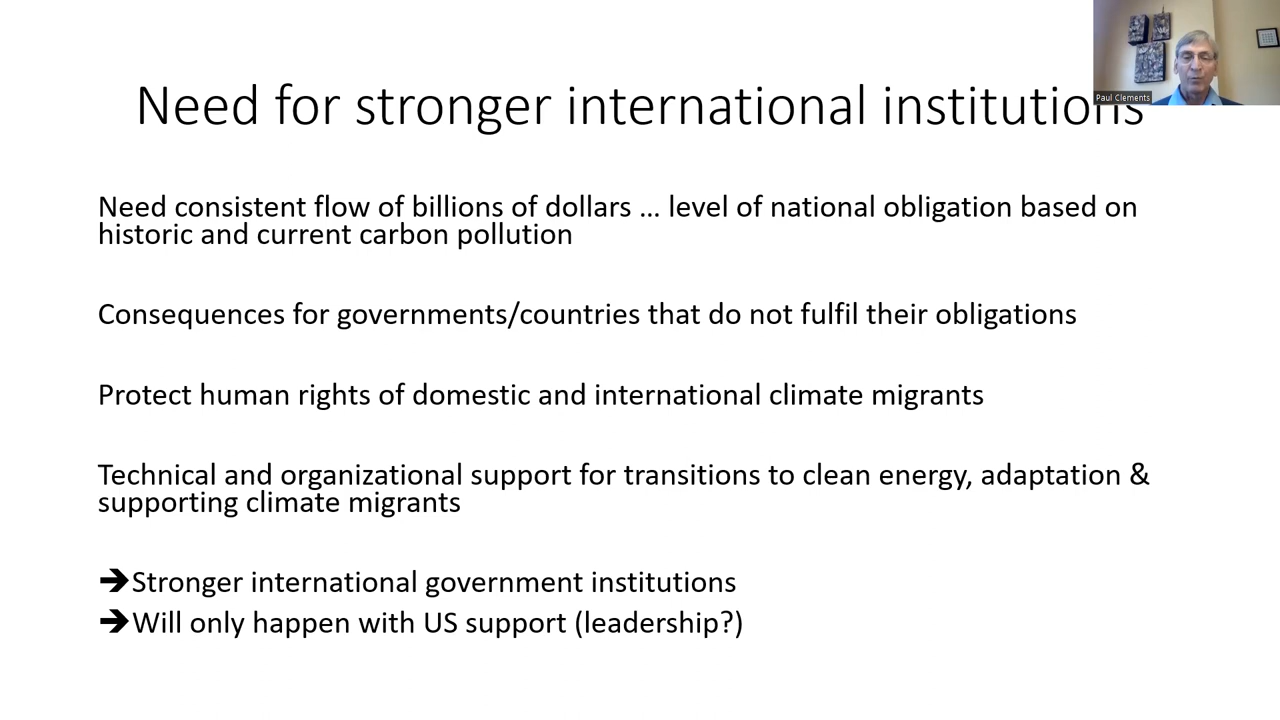 Need for stronger international institutions
Paul Clements
Need consistent flow of billions of dollars … level of national obligation based on
historic and current carbon pollution
Consequences for governments/countries that do not fulfil their obligations
Protect human rights of domestic and international climate migrants
Technical and organizational support for transitions to clean energy, adaptation &
supporting climate migrants
➔Stronger international government institutions
➔Will only happen with US support (leadership?)